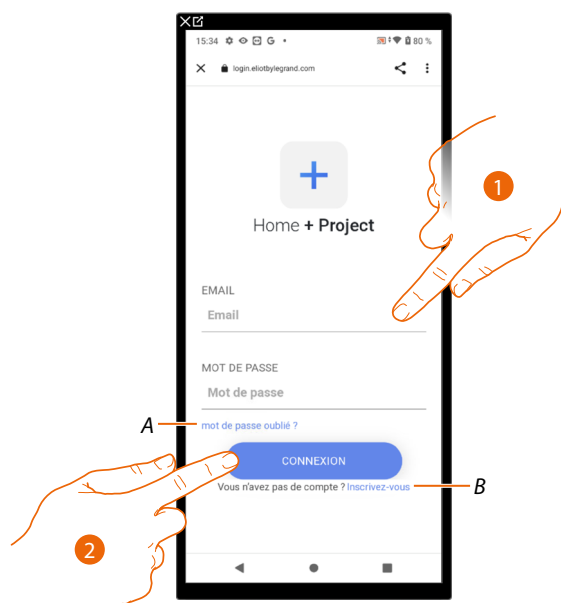 15:34 G • 80 %
login.eliotbylegrand.com
Home + Project
1
EMAIL
Email
MOT DE PASSE
Mot de passe
A
mot de passe oublié ?
CONNEXION
Vous n'avez pas de compte ? Inscrivez-vous
B
2